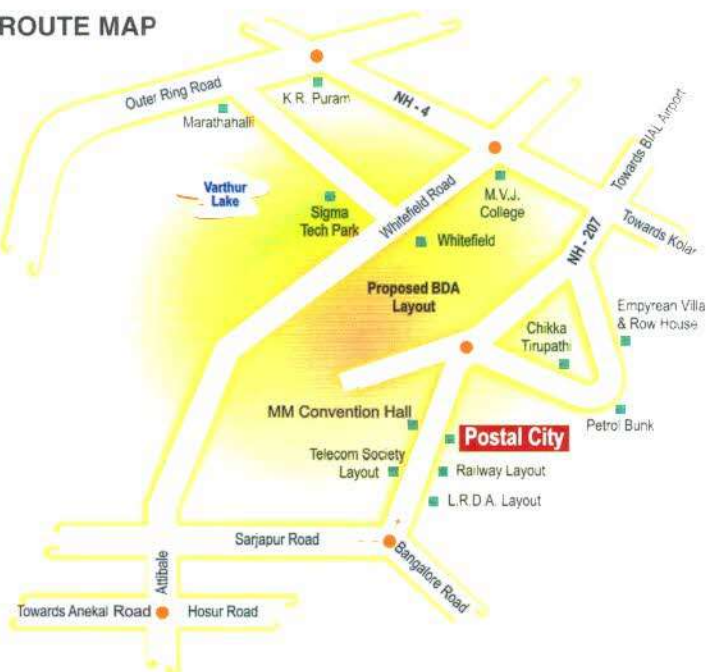 ROUTE MAP
Outer Ring Road
K.R. Puram
NH - 4
Marathahalli
Towards BIAL Airport
Varthur
Lake
Sigma
Tech Park
Whitefield Road
M.V.J.
College
Whitefield
Towards Kolar
NH - 207
Proposed BDA
Layout
Empyrean Villa
& Row House
Chikka
Tirupathi
MM Convention Hall
Petrol Bunk
Postal City
Telecom Society
Layout
Railway Layout
L.R.D.A. Layout
Sarjapur Road
Bangalore Road
Attibale
Towards Anekal Road
Hosur Road